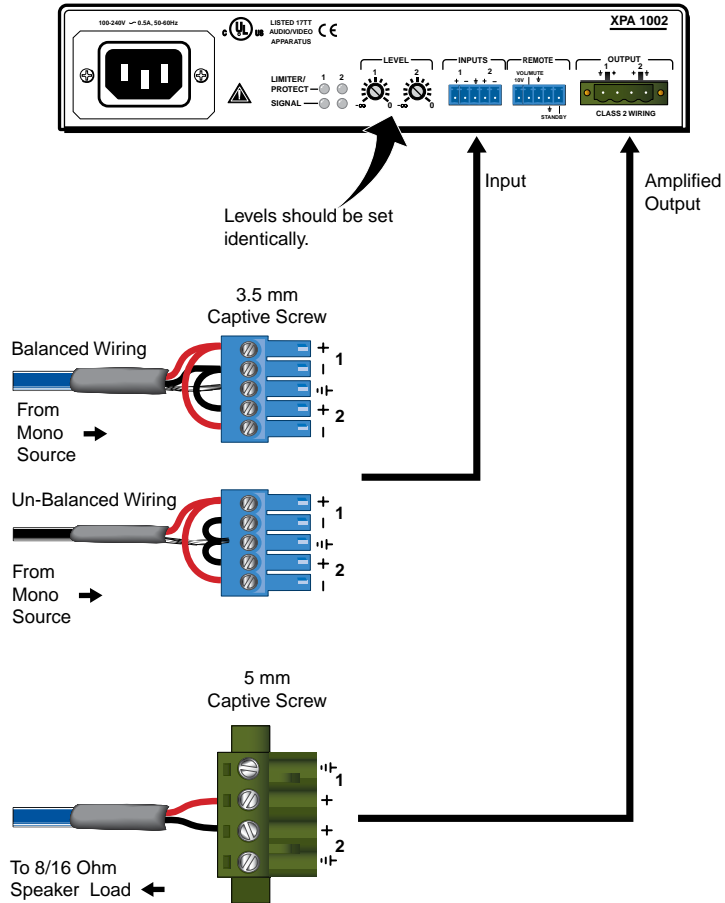 100-240V 0.5A, 50-60Hz
C UL US
LISTED 17TT
AUDIO/VIDEO
APPARATUS
CE
XPA 1002
LIMITER/
PROTECT
SIGNAL
1 2
LEVEL
1 2
-∞ 0 -∞ 0
INPUTS
1 2
+ - + -
REMOTE
VOL/MUTE
10V
STANDBY
OUTPUT
1 2
+ +
CLASS 2 WIRING
Levels should be set
identically.
Input
Amplified
Output
3.5 mm
Captive Screw
Balanced Wiring
From
Mono
Source
+
1
-
+
2
-
Un-Balanced Wiring
From
Mono
Source
+
1
-
+
2
-
5 mm
Captive Screw
1
+
+
2
To 8/16 Ohm
Speaker Load